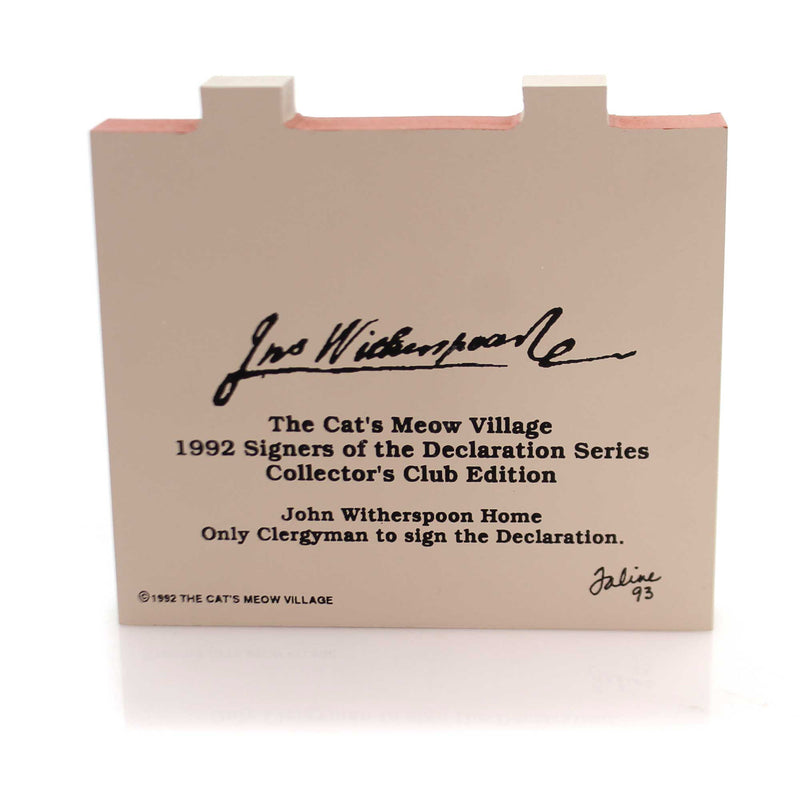 Jno Witherspoon
The Cat's Meow Village
1992 Signers of the Declaration Series
Collector's Club Edition
John Witherspoon Home
Only Clergyman to sign the Declaration.
Faline
93
©1992 THE CAT'S MEOW VILLAGE